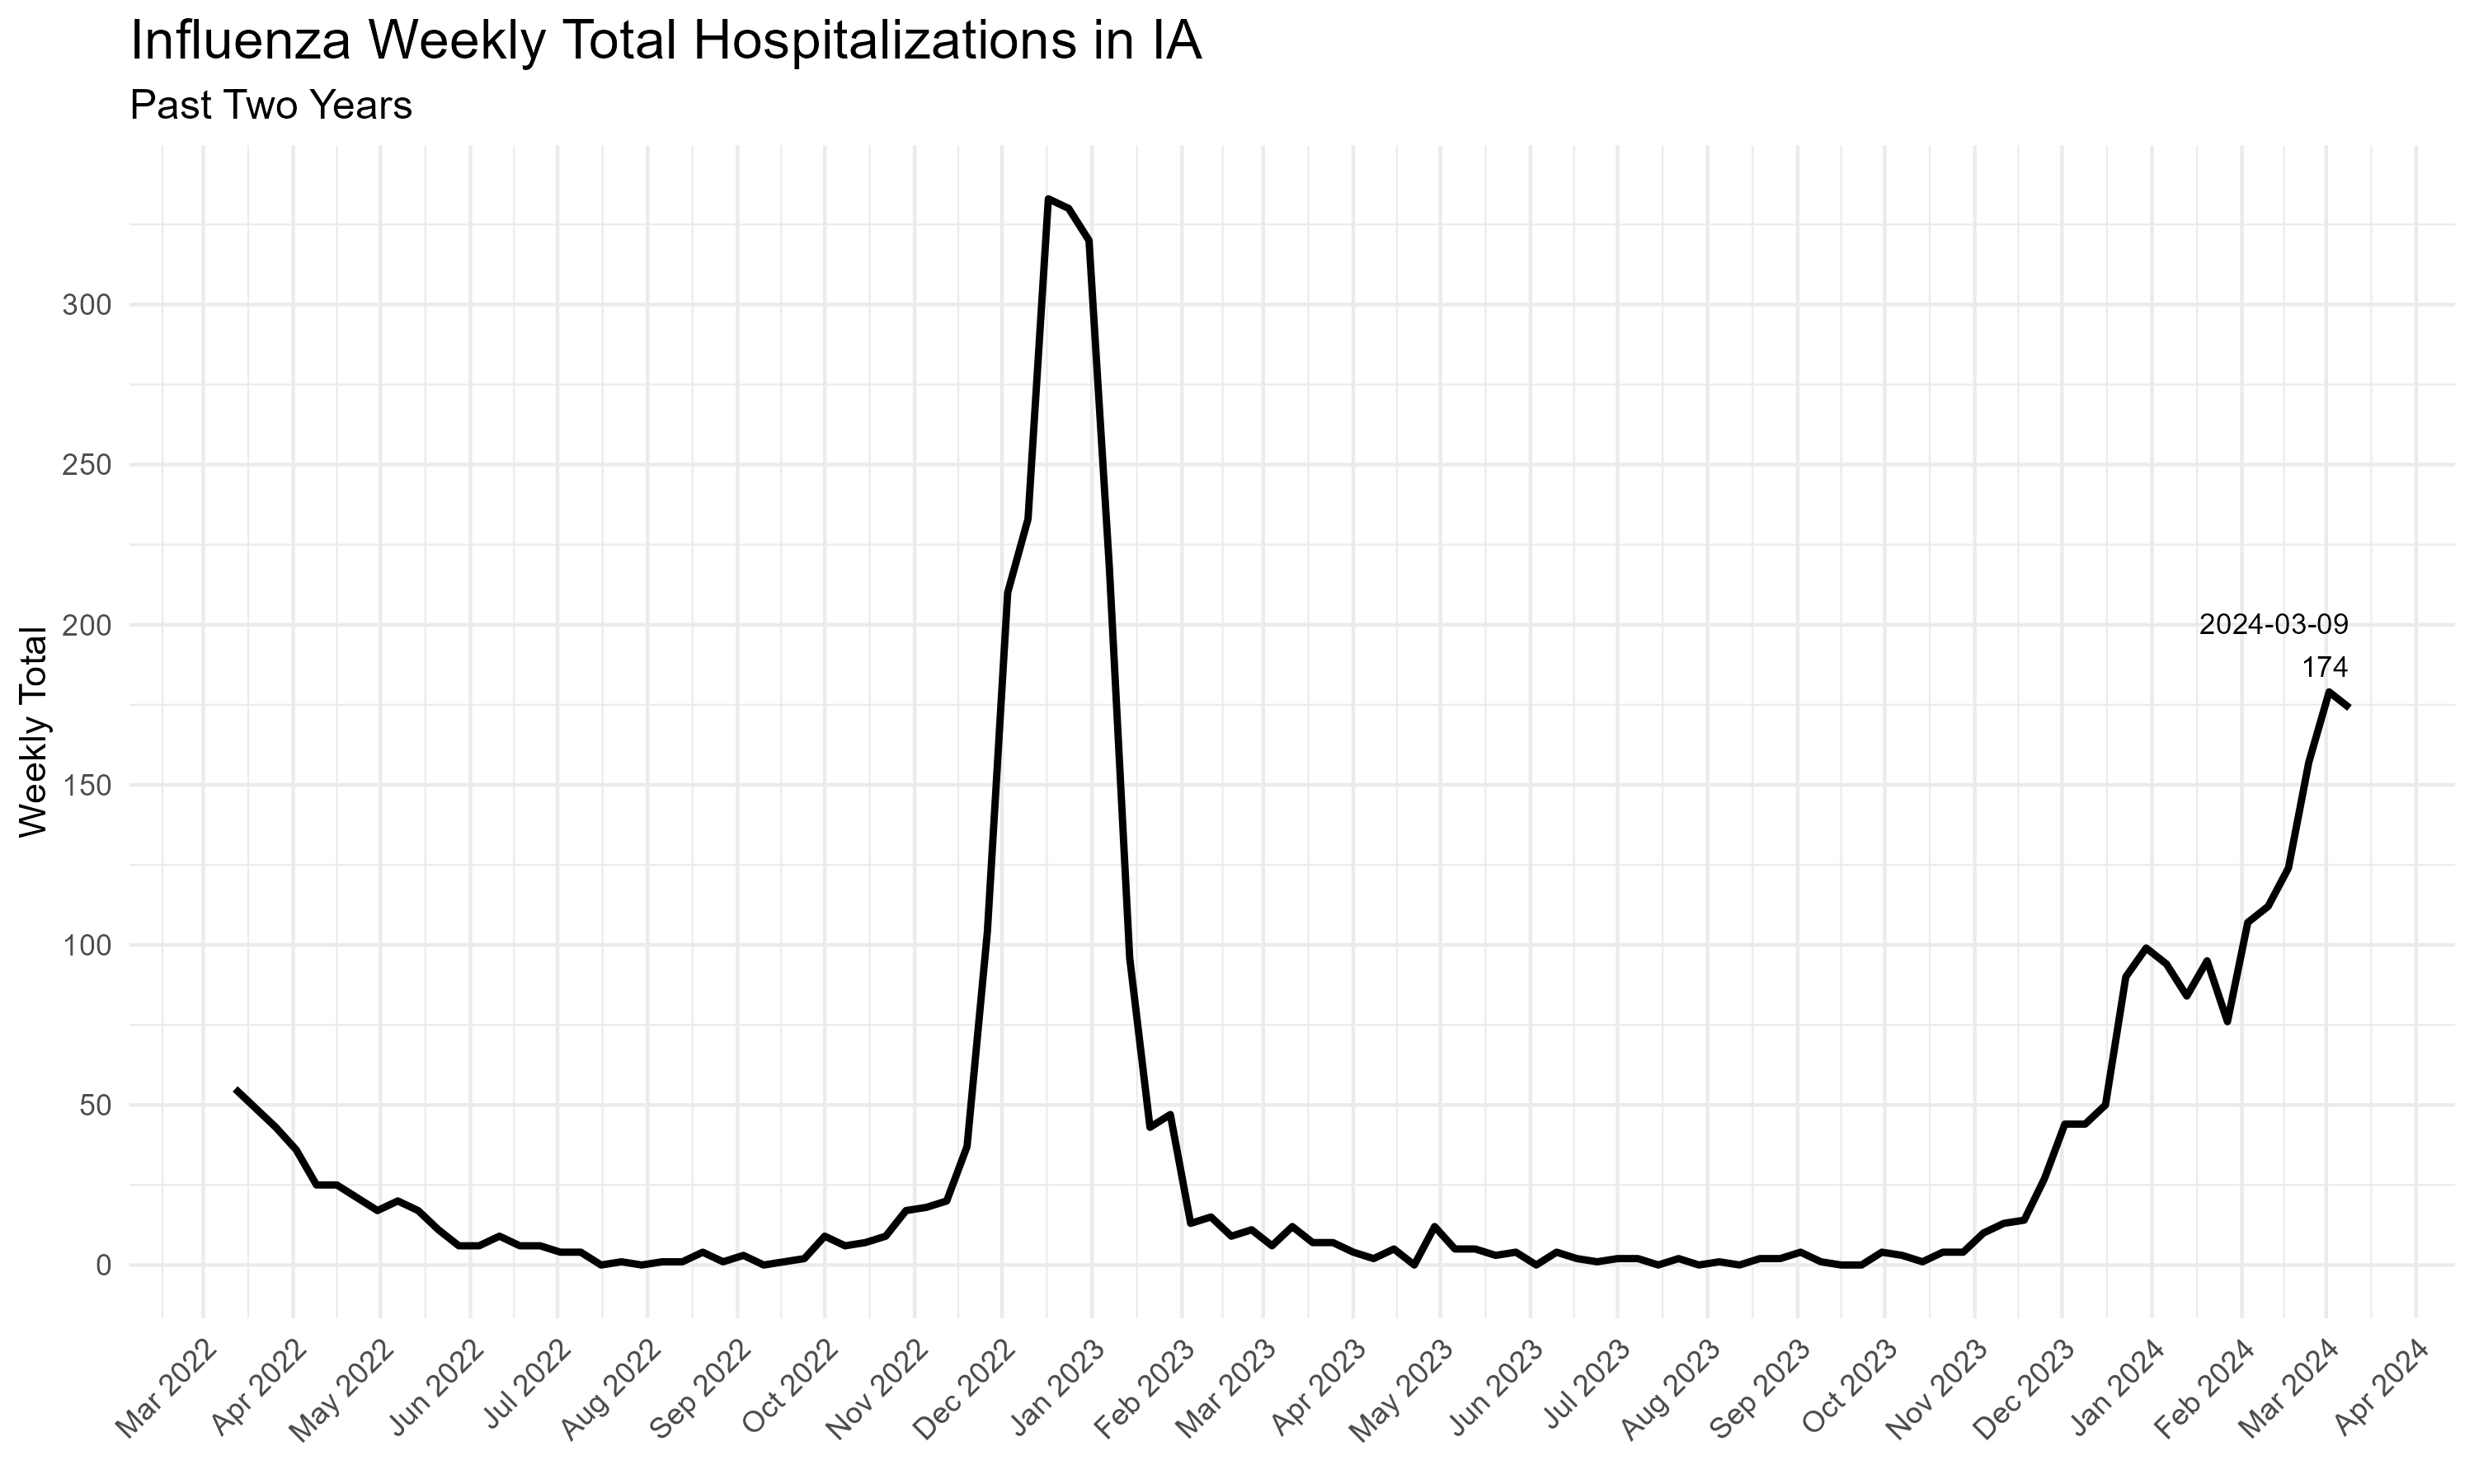 Influenza Weekly Total Hospitalizations in IA
Past Two Years
Weekly Total
300
250
200
150
100
50
0
2024-03-09
174
Mar 2022
Apr 2022
May 2022
Jun 2022
Jul 2022
Aug 2022
Sep 2022
Oct 2022
Nov 2022
Dec 2022
Jan 2023
Feb 2023
Mar 2023
Apr 2023
May 2023
Jun 2023
Jul 2023
Aug 2023
Sep 2023
Oct 2023
Nov 2023
Dec 2023
Jan 2024
Feb 2024
Mar 2024
Apr 2024